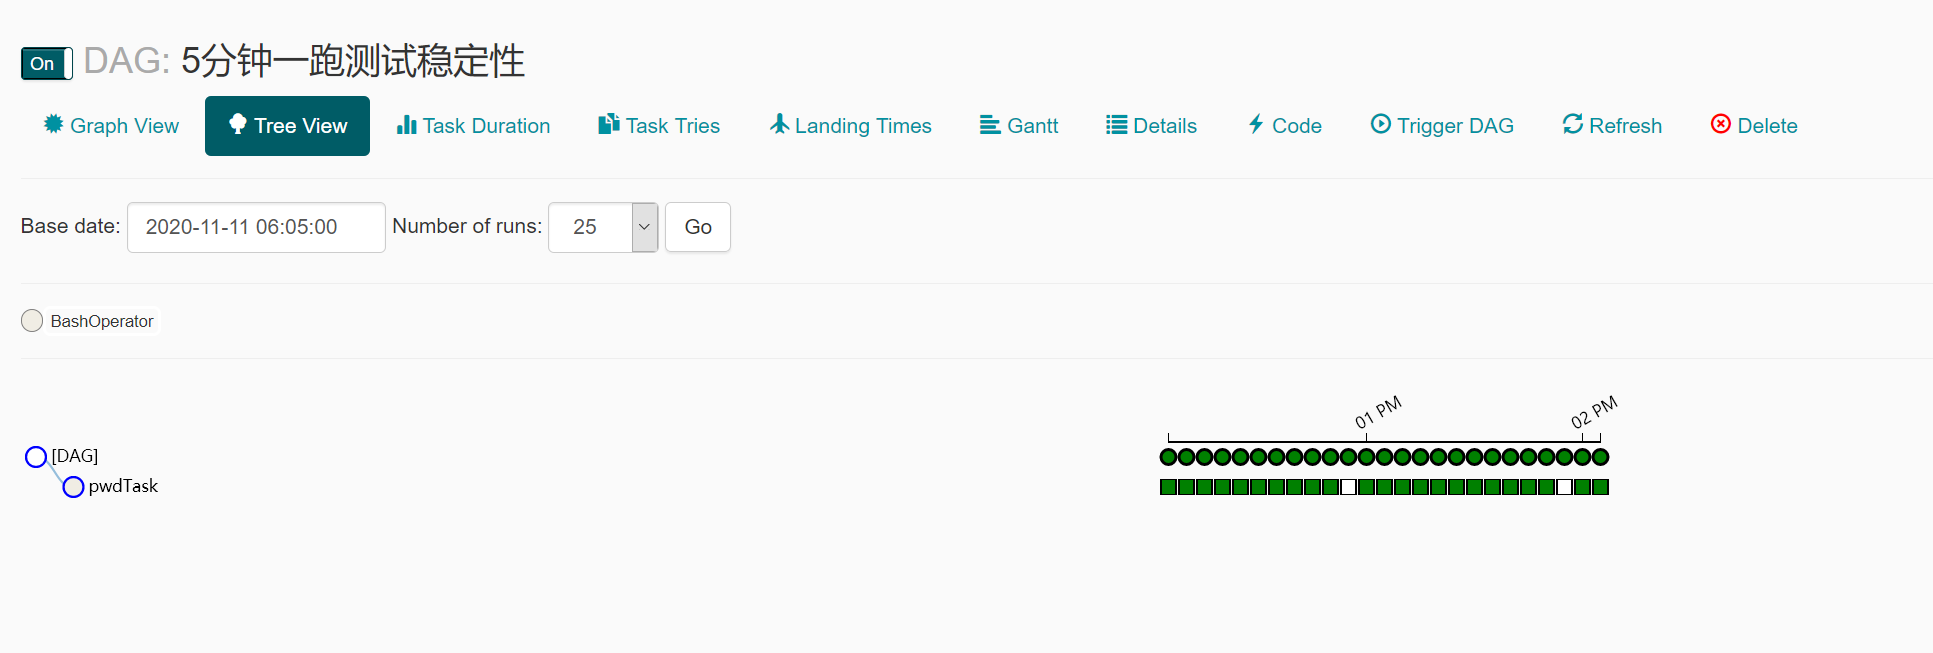 On DAG: 5分钟一跑测试稳定性
Graph View Tree View Task Duration Task Tries Landing Times Gantt Details Code Trigger DAG Refresh Delete
Base date: 2020-11-11 06:05:00 Number of runs: 25 Go
BashOperator
01 PM 02 PM
[DAG]
pwdTask